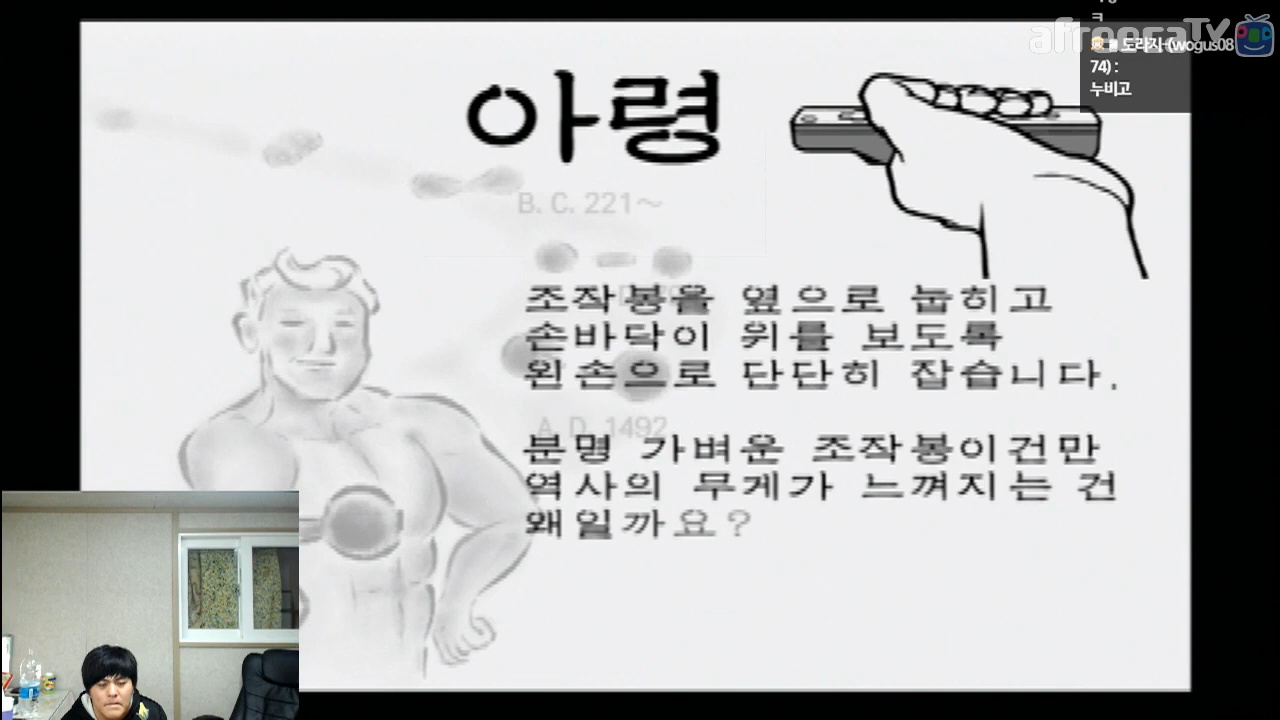 ㅋ
afreecaTV
도라지-(wogus08
74) :
누비고
아령
B. C. 221~
조작봉을 옆으로 눕히고
손바닥이 위를 보도록
왼손으로 단단히 잡습니다.
A. D. 1492
분명 가벼운 조작봉이건만
역사의 무게가 느껴지는 건
왜일까요?